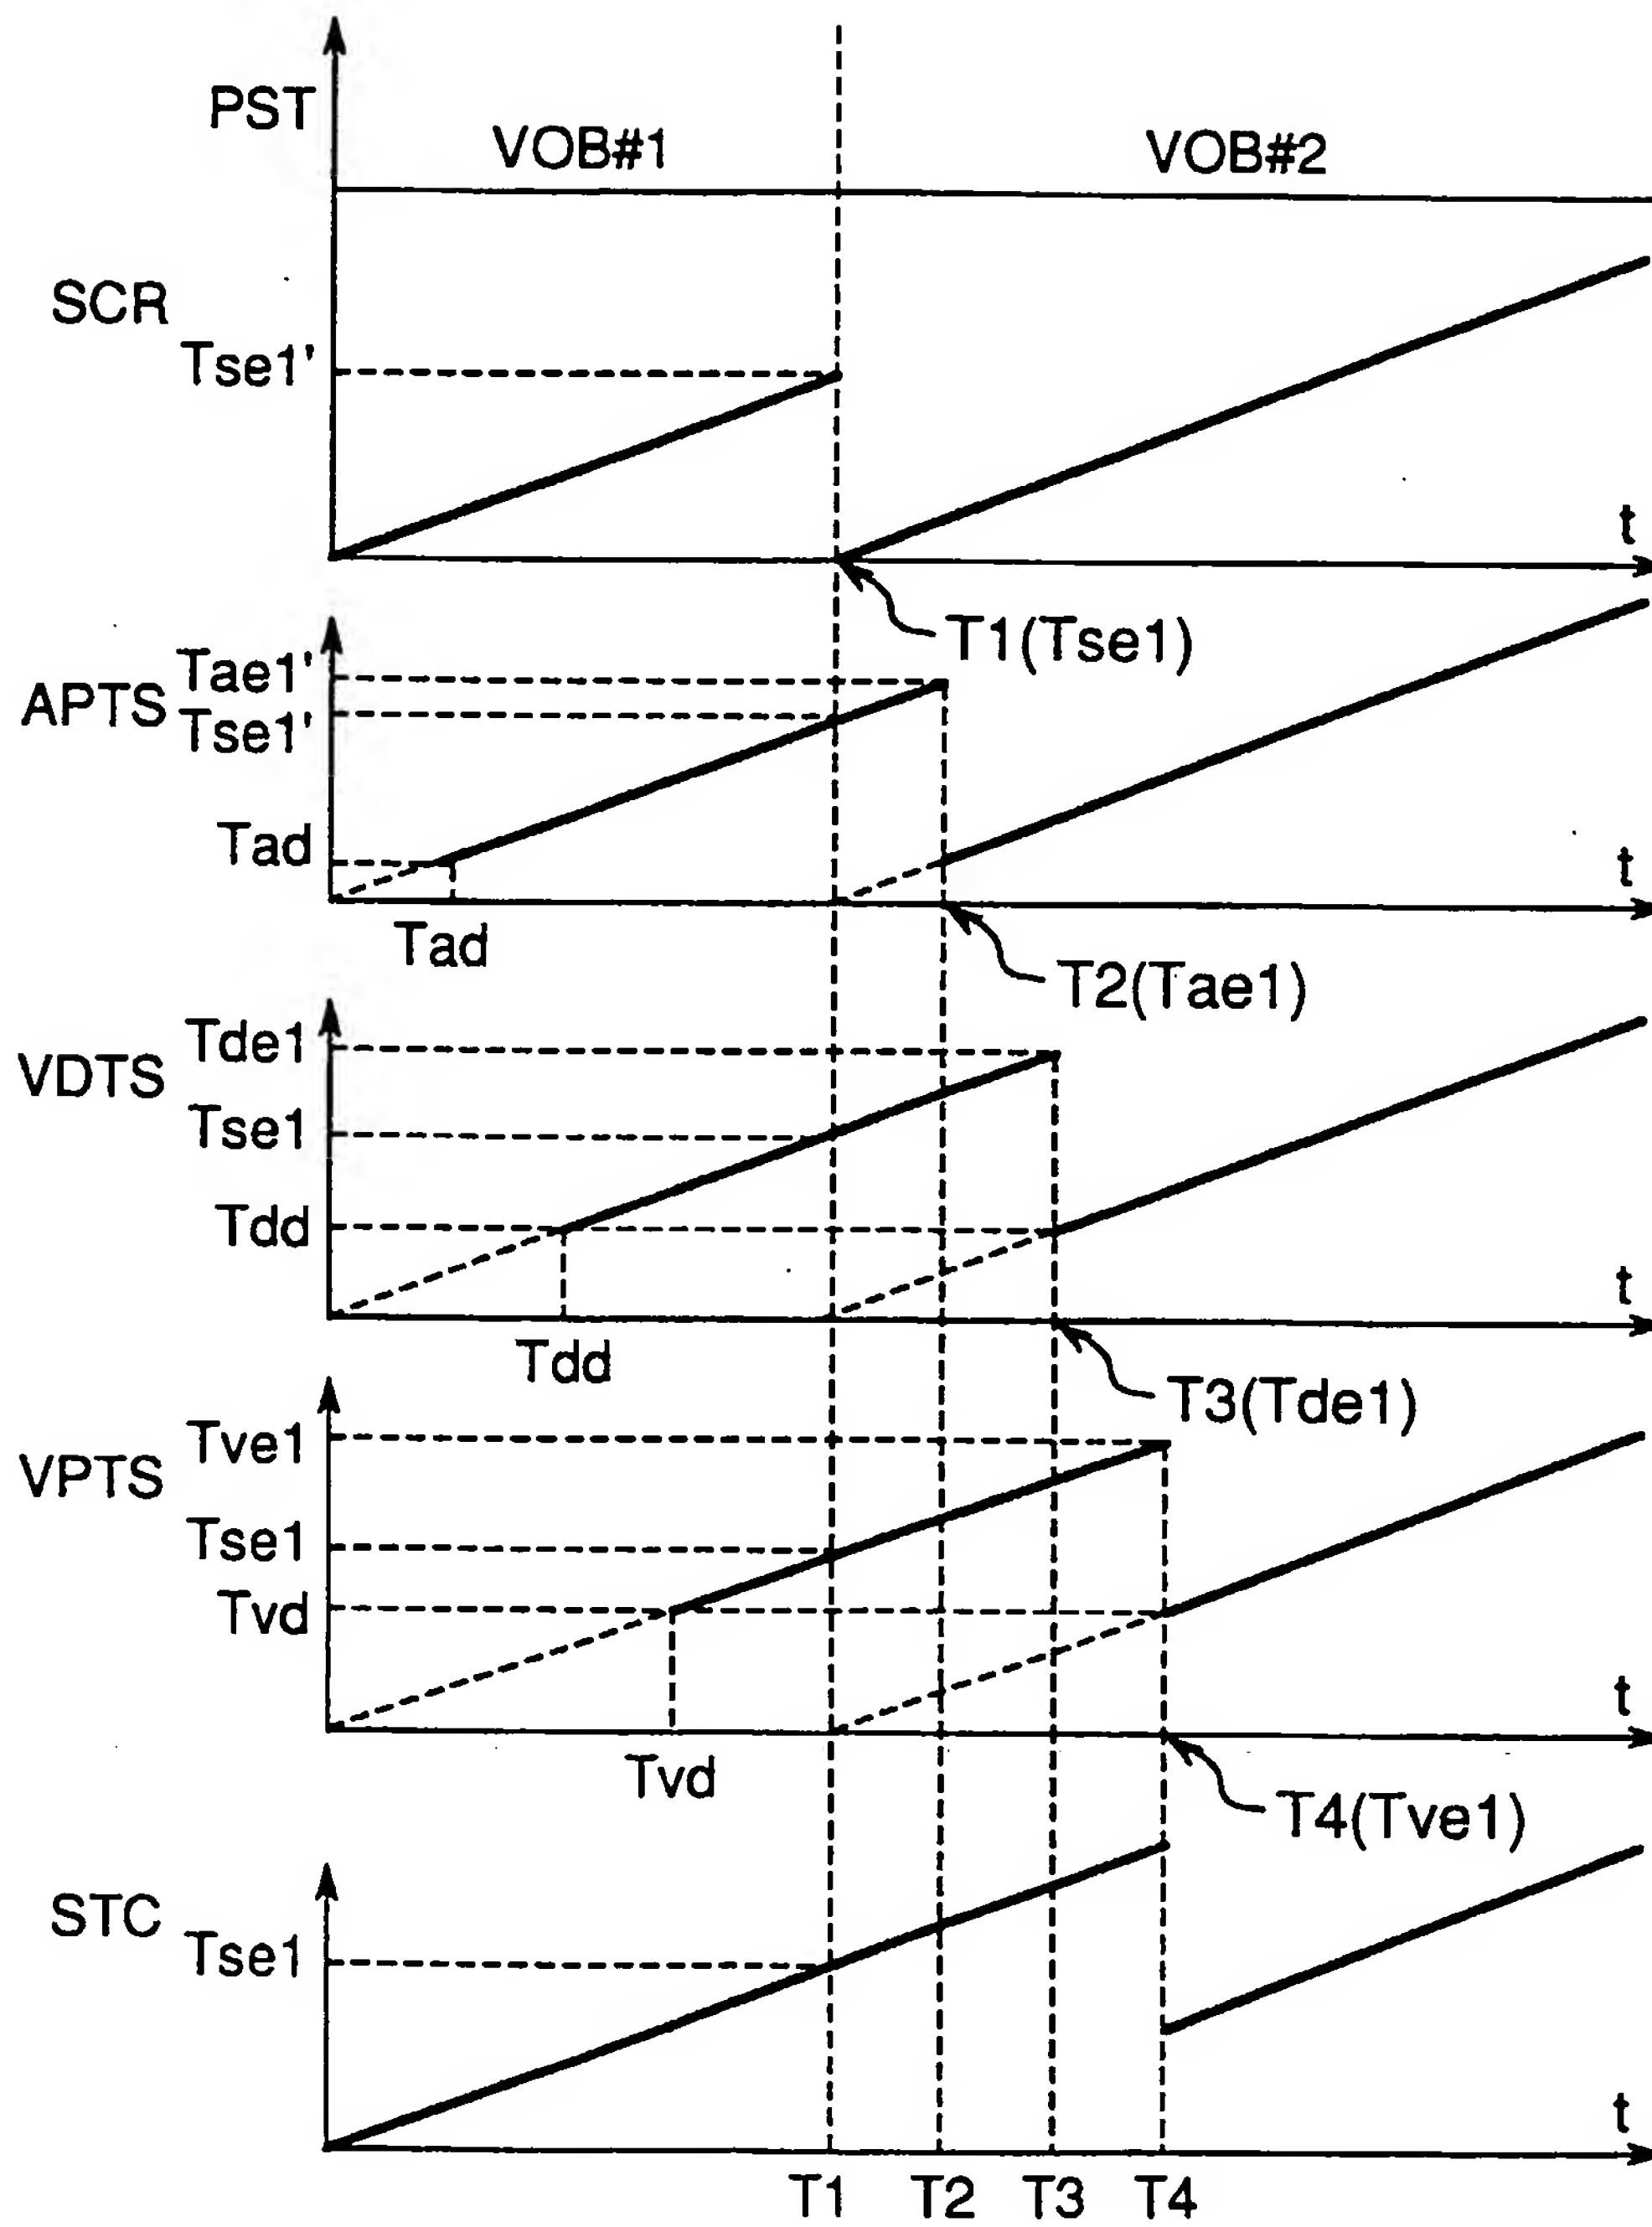 PST
VOB#1 VOB#2
SCR
Tse1'
t
T1(Tse1)
Tae1'
APTS
Tse1'
Tad
t
Tad
T2(Tae1)
Tde1
VDTS
Tse1
Tdd
t
Tdd
T3(Tde1)
Tve1
VPTS
Tse1
Tvd
t
Tvd
T4(Tve1)
STC
Tse1
t
T1 T2 T3 T4